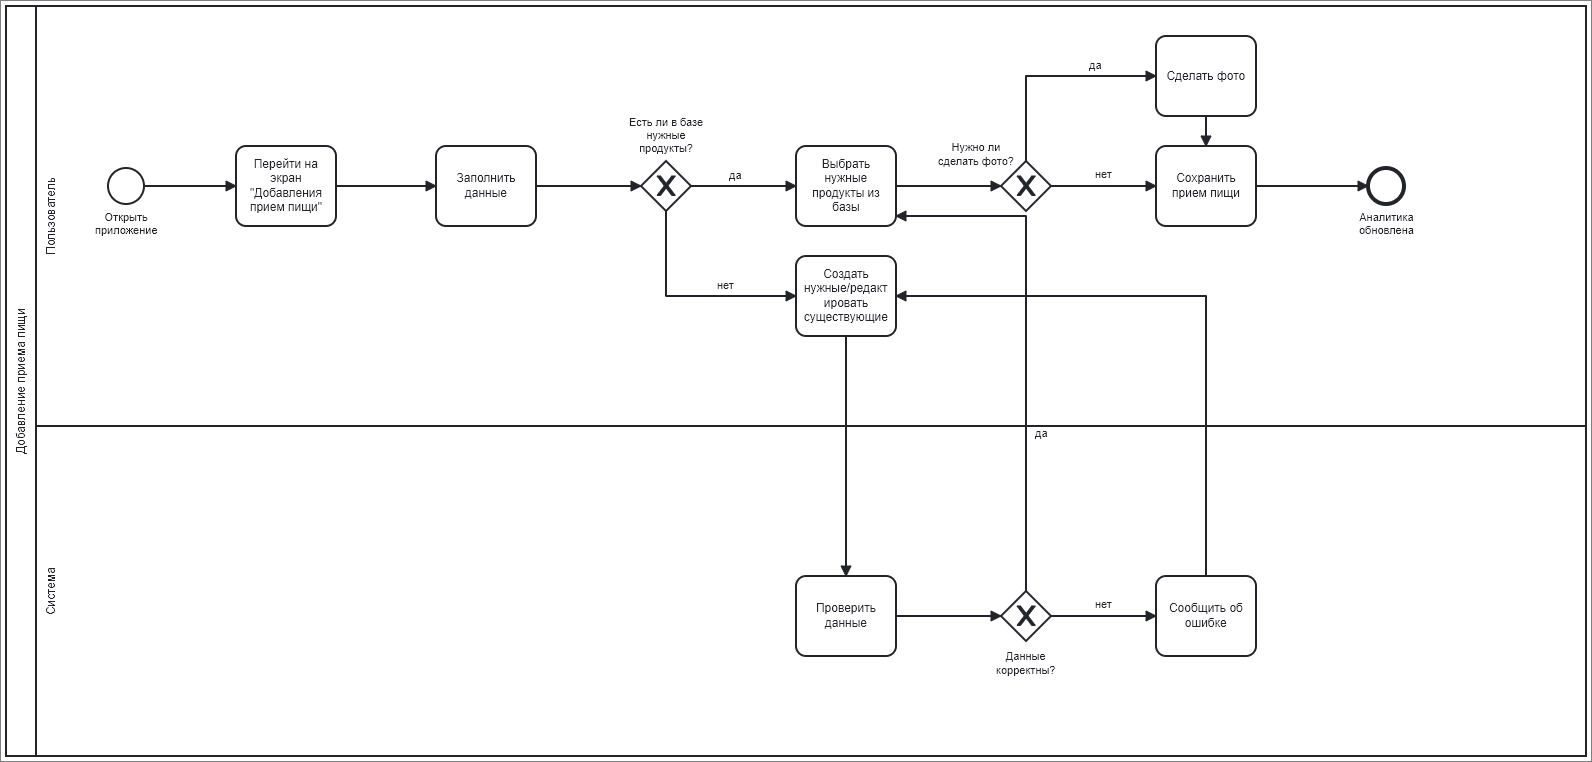 Добавление приема пищи
Пользователь
Открыть
приложение
Перейти на
экран
"Добавления
прием пищи"
Заполнить
данные
Есть ли в базе
нужные
продукты?
да
нет
Выбрать
нужные
продукты из
базы
Создать
нужные/редакт
ировать
существующие
Нужно ли
сделать фото?
да
нет
Сделать фото
Сохранить
прием пищи
Аналитика
обновлена
Система
Проверить
данные
Данные
корректны?
да
нет
Сообщить об
ошибке